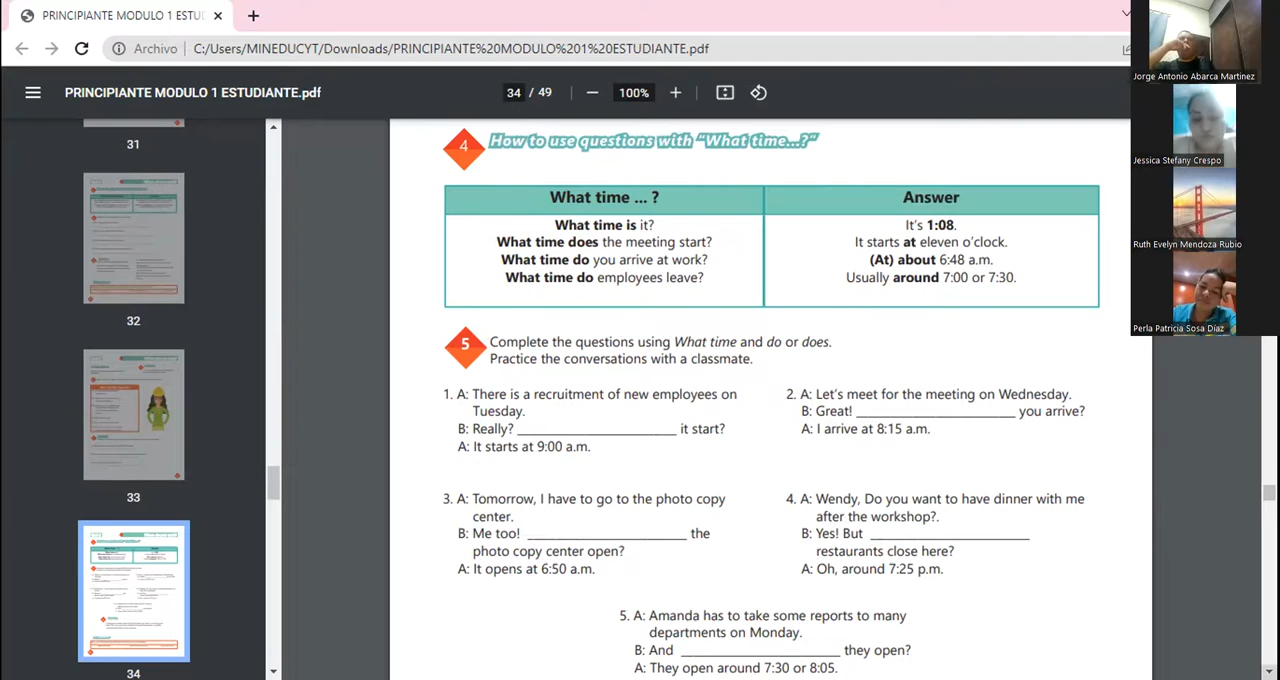 PRINCIPIANTE MODULO 1 ESTU
Archivo
C:/Users/MINEDUCYT/Downloads/PRINCIPIANTE%20MODULO%201%20ESTUDIANTE.pdf
PRINCIPIANTE MODULO 1 ESTUDIANTE.pdf
34 / 49
100%
31
32
33
34
4 How to use questions with “What time...?”
What time ... ?
Answer
What time is it?
It’s 1:08.
What time does the meeting start?
It starts at eleven o’clock.
What time do you arrive at work?
(At) about 6:48 a.m.
What time do employees leave?
Usually around 7:00 or 7:30.
5 Complete the questions using What time and do or does.
Practice the conversations with a classmate.
1. A: There is a recruitment of new employees on
Tuesday.
B: Really? ____________________ it start?
A: It starts at 9:00 a.m.
2. A: Let’s meet for the meeting on Wednesday.
B: Great! ____________________ you arrive?
A: I arrive at 8:15 a.m.
3. A: Tomorrow, I have to go to the photo copy
center.
B: Me too! ____________________ the
photo copy center open?
A: It opens at 6:50 a.m.
4. A: Wendy, Do you want to have dinner with me
after the workshop?.
B: Yes! But ____________________
restaurants close here?
A: Oh, around 7:25 p.m.
5. A: Amanda has to take some reports to many
departments on Monday.
B: And ____________________ they open?
A: They open around 7:30 or 8:05.
Jorge Antonio Abarca Martinez
Jessica Stefany Crespo
Ruth Evelyn Mendoza Rubio
Perla Patricia Sosa Díaz